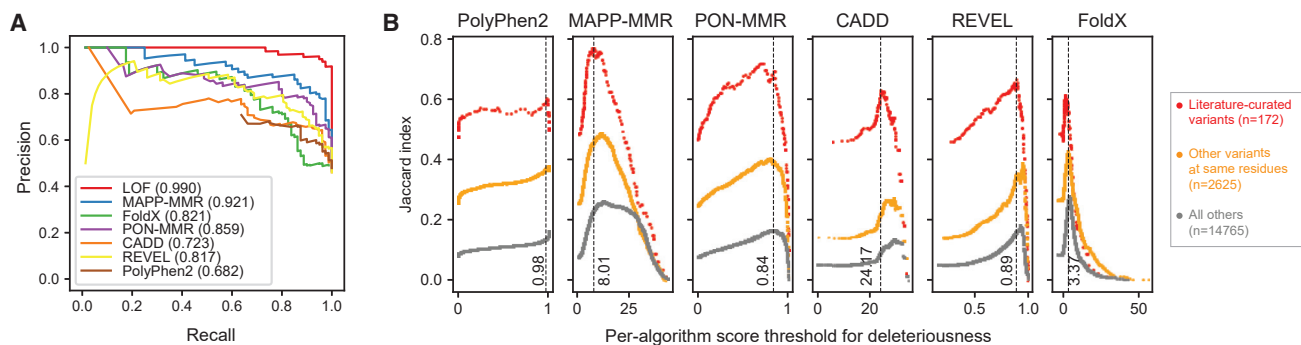 A
Precision
1.0
0.8
0.6
0.4
0.2
0.0
LOF (0.990)
MAPP-MMR (0.921)
FoldX (0.821)
PON-MMR (0.859)
CADD (0.723)
REVEL (0.817)
PolyPhen2 (0.682)
0.0 0.2 0.4 0.6 0.8 1.0
Recall
B
PolyPhen2 MAPP-MMR PON-MMR CADD REVEL FoldX
Jaccard index
0.8
0.6
0.4
0.2
0.0
0.98
8.01
0.84
24.17
0.89
3.37
0 1
0 25
0 1
0 20
0 1.0
0 50
Per-algorithm score threshold for deleteriousness
Literature-curated
variants (n=172)
Other variants
at same residues
(n=2625)
All others
(n=14765)